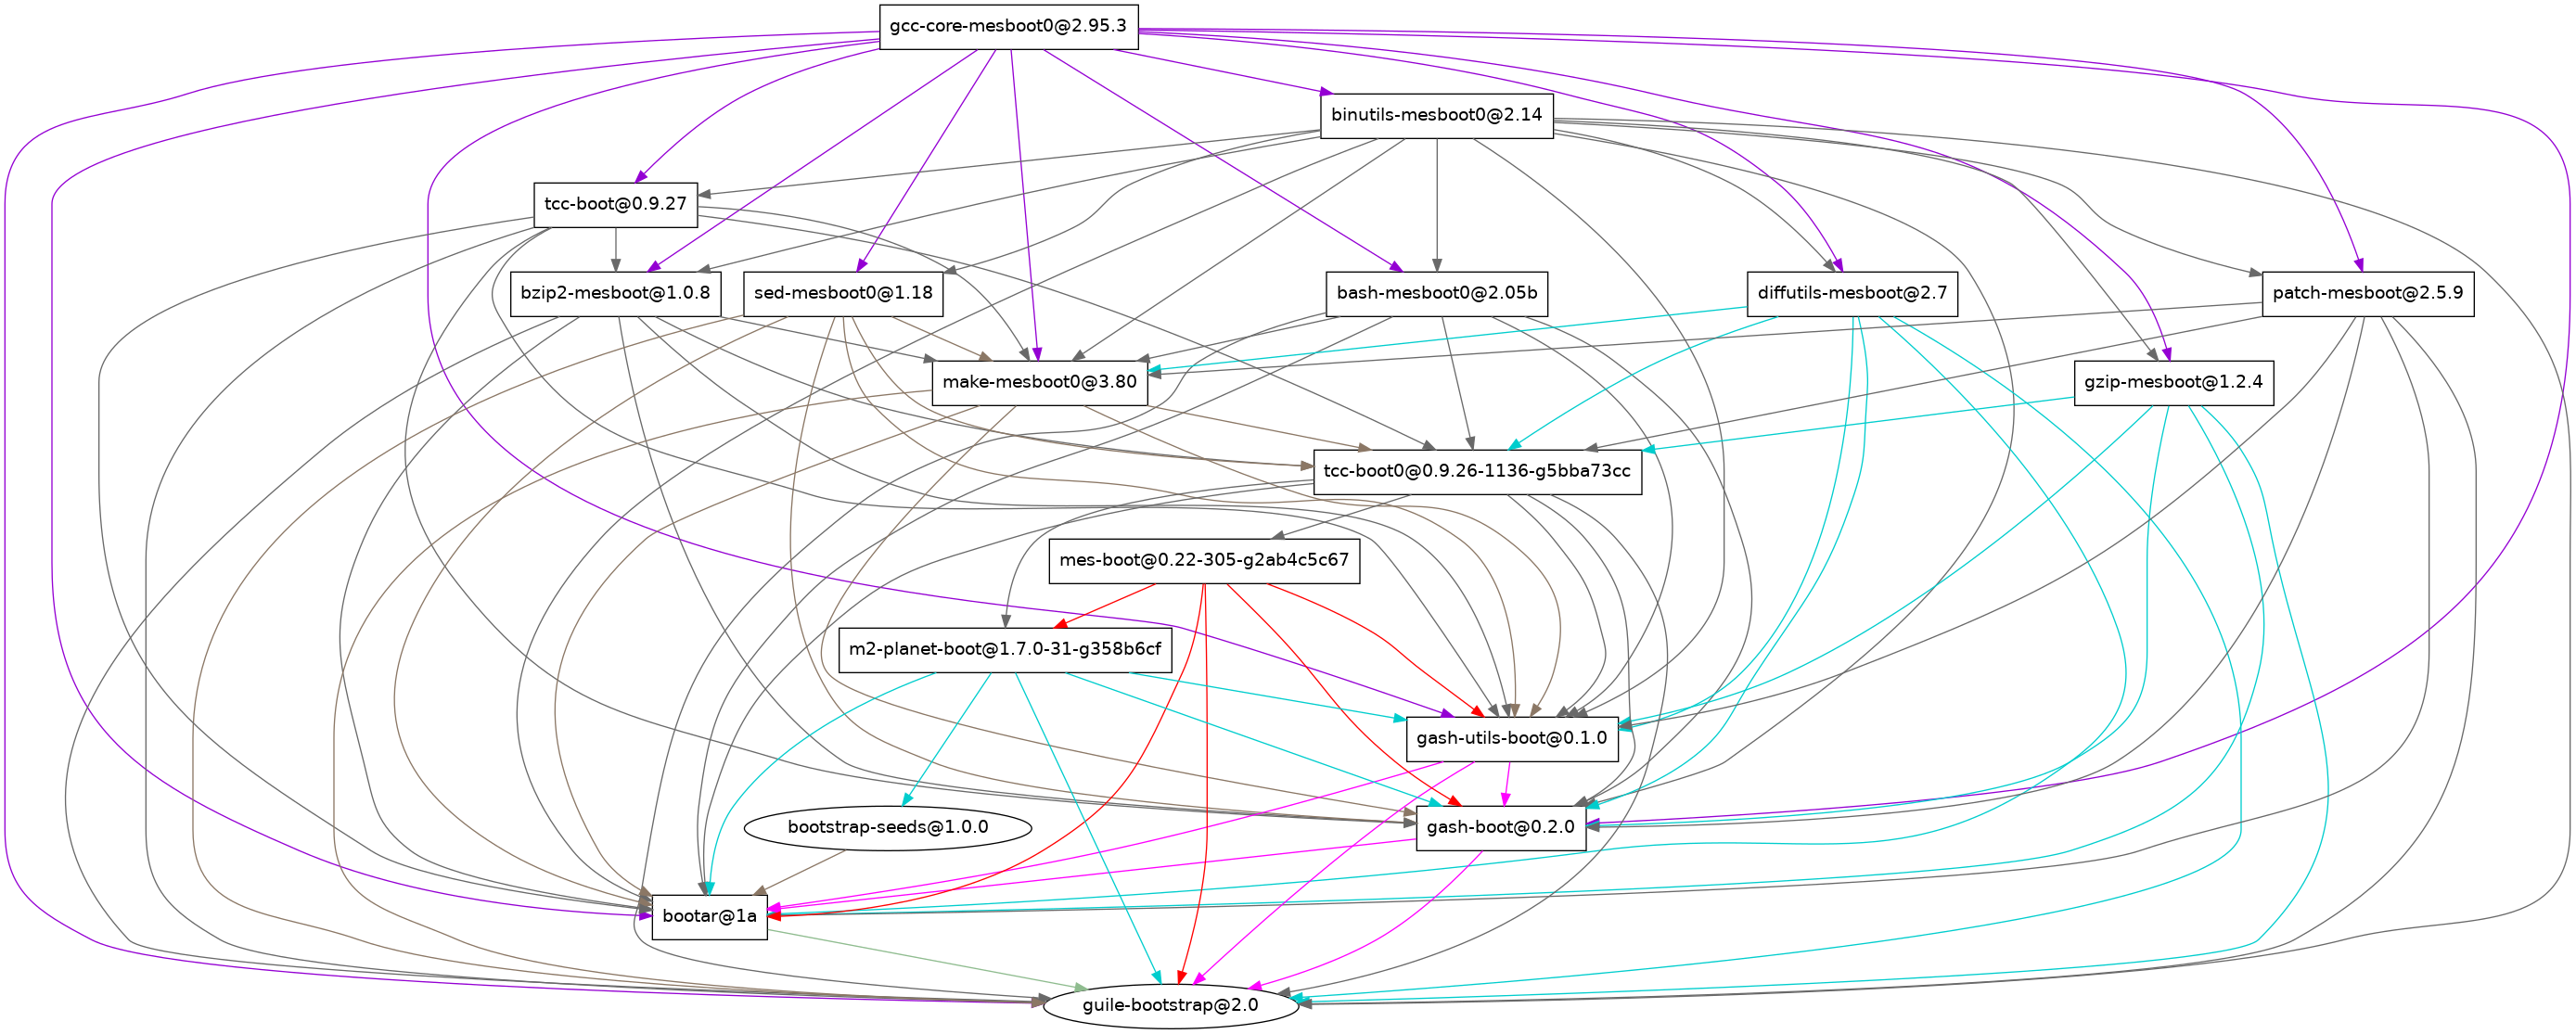 gcc-core-mesboot0@2.95.3
binutils-mesboot0@2.14
tcc-boot@0.9.27
bzip2-mesboot@1.0.8
sed-mesboot0@1.18
bash-mesboot0@2.05b
diffutils-mesboot@2.7
patch-mesboot@2.5.9
make-mesboot0@3.80
gzip-mesboot@1.2.4
tcc-boot0@0.9.26-1136-g5bba73cc
mes-boot@0.22-305-g2ab4c5c67
m2-planet-boot@1.7.0-31-g358b6cf
gash-utils-boot@0.1.0
bootstrap-seeds@1.0.0
gash-boot@0.2.0
bootar@1a
guile-bootstrap@2.0